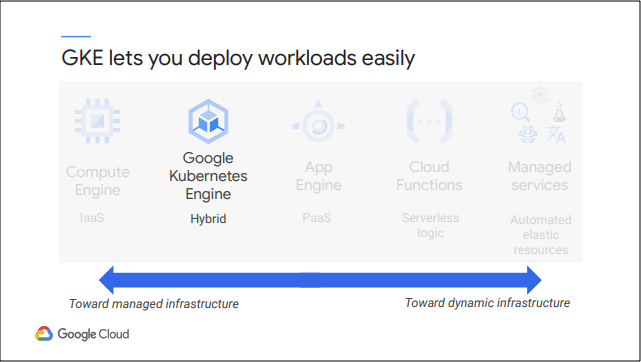 GKE lets you deploy workloads easily
Compute
Engine
IaaS
Google
Kubernetes
Engine
Hybrid
App
Engine
PaaS
Cloud
Functions
Serverless
logic
Managed
services
Automated
elastic
resources
Toward managed infrastructure
Toward dynamic infrastructure
Google Cloud